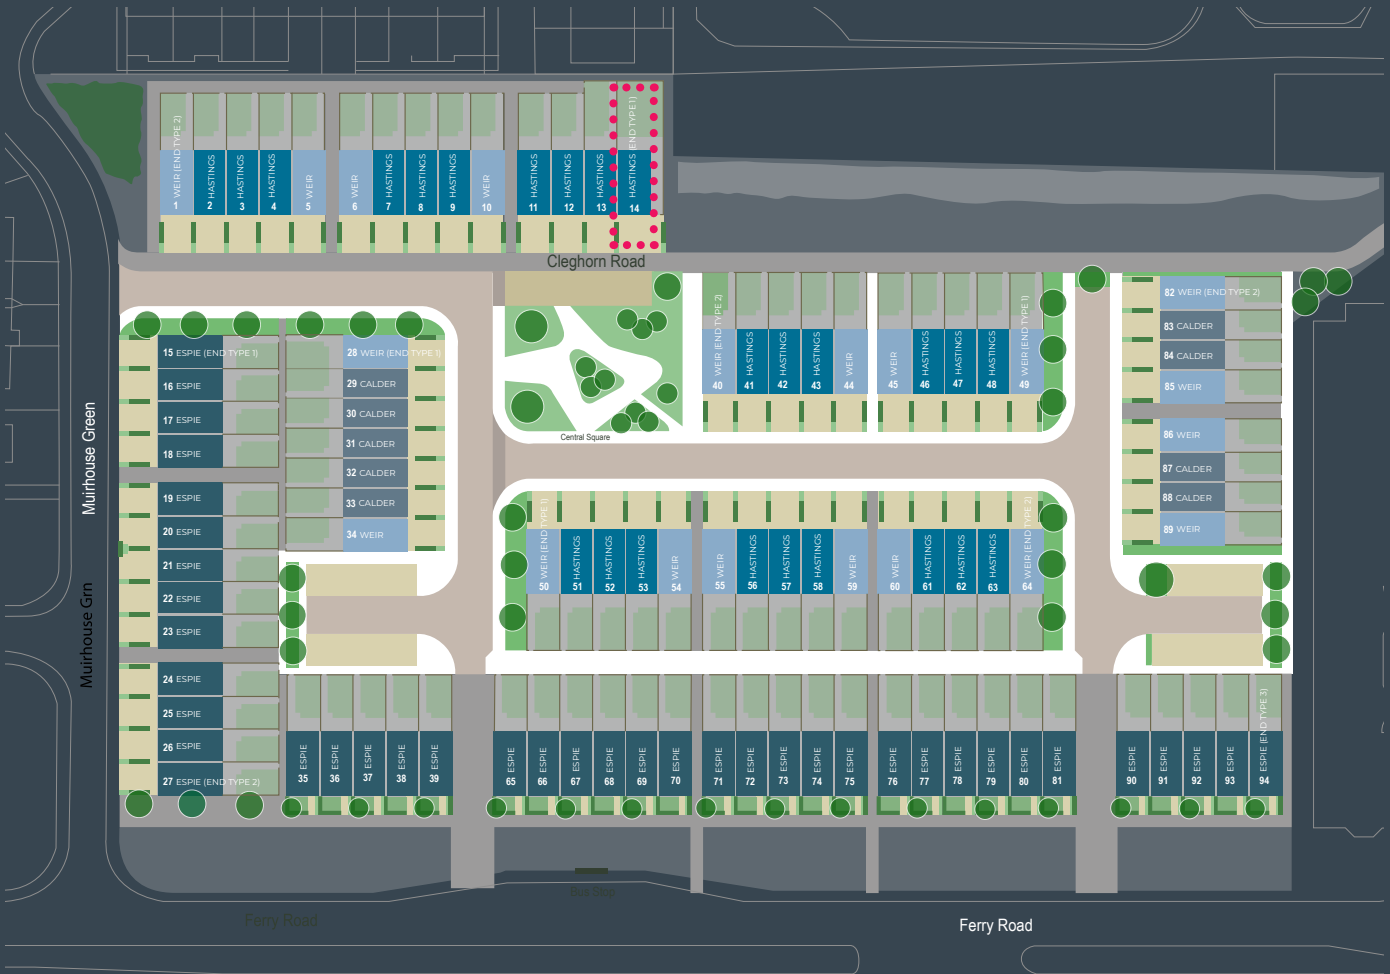 WEIR (END TYPE 2)
1
HASTINGS
2
HASTINGS
3
HASTINGS
4
WEIR
5
WEIR
6
HASTINGS
7
HASTINGS
8
HASTINGS
9
WEIR
10
HASTINGS
11
HASTINGS
12
HASTINGS
13
HASTINGS (END TYPE1)
14
Cleghorn Road
15 ESPIE (END TYPE 1)
16 ESPIE
17 ESPIE
18 ESPIE
19 ESPIE
20 ESPIE
21 ESPIE
22 ESPIE
23 ESPIE
24 ESPIE
25 ESPIE
26 ESPIE
27 ESPIE (END TYPE 2)
28 WEIR (END TYPE 1)
29 CALDER
30 CALDER
31 CALDER
32 CALDER
33 CALDER
34 WEIR
Central Square
WEIR (END TYPE 2)
40
HASTINGS
41
HASTINGS
42
HASTINGS
43
WEIR
44
WEIR
45
HASTINGS
46
HASTINGS
47
HASTINGS
48
WEIR (END TYPE 1)
49
82 WEIR (END TYPE 2)
83 CALDER
84 CALDER
85 WEIR
86 WEIR
87 CALDER
88 CALDER
89 WEIR
Muirhouse Green
Muirhouse Grn
WEIR (END TYPE 1)
50
HASTINGS
51
HASTINGS
52
HASTINGS
53
WEIR
54
WEIR
55
HASTINGS
56
HASTINGS
57
HASTINGS
58
WEIR
59
WEIR
60
HASTINGS
61
HASTINGS
62
HASTINGS
63
WEIR (END TYPE 2)
64
ESPIE
35
ESPIE
36
ESPIE
37
ESPIE
38
ESPIE
39
ESPIE
65
ESPIE
66
ESPIE
67
ESPIE
68
ESPIE
69
ESPIE
70
ESPIE
71
ESPIE
72
ESPIE
73
ESPIE
74
ESPIE
75
ESPIE
76
ESPIE
77
ESPIE
78
ESPIE
79
ESPIE
80
ESPIE
81
ESPIE
90
ESPIE
91
ESPIE
92
ESPIE
93
ESPIE (END TYPE 3)
94
Bus Stop
Ferry Road
Ferry Road